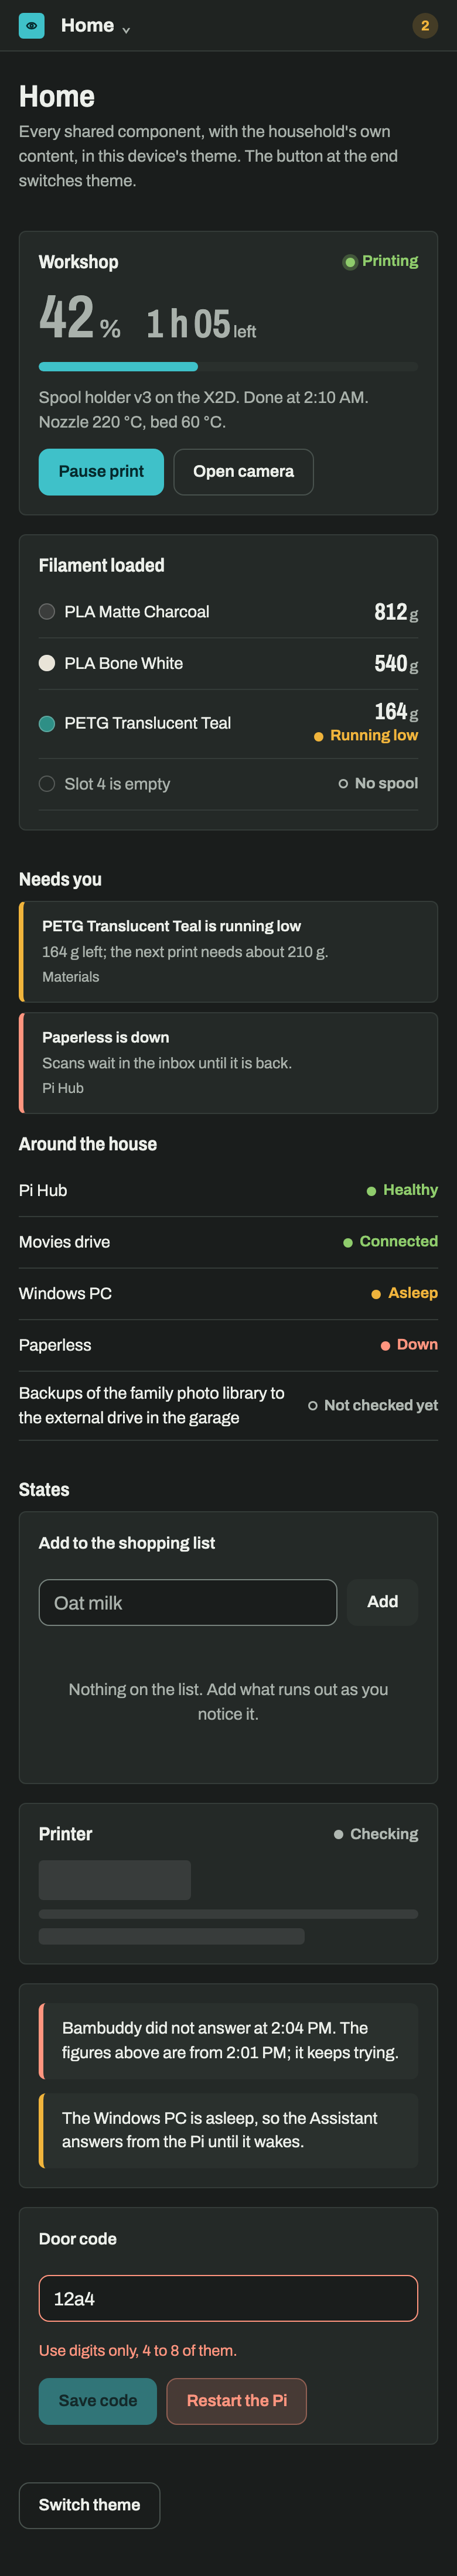 Home
2
Home
Every shared component, with the household's own
content, in this device's theme. The button at the end
switches theme.
Workshop
Printing
42 % 1 h 05 left
Spool holder v3 on the X2D. Done at 2:10 AM.
Nozzle 220 °C, bed 60 °C.
Pause print
Open camera
Filament loaded
PLA Matte Charcoal
812 g
PLA Bone White
540 g
PETG Translucent Teal
164 g
Running low
Slot 4 is empty
No spool
Needs you
PETG Translucent Teal is running low
164 g left; the next print needs about 210 g.
Materials
Paperless is down
Scans wait in the inbox until it is back.
Pi Hub
Around the house
Pi Hub
Healthy
Movies drive
Connected
Windows PC
Asleep
Paperless
Down
Backups of the family photo library to
the external drive in the garage
Not checked yet
States
Add to the shopping list
Oat milk
Add
Nothing on the list. Add what runs out as you
notice it.
Printer
Checking
Bambuddy did not answer at 2:04 PM. The
figures above are from 2:01 PM; it keeps trying.
The Windows PC is asleep, so the Assistant
answers from the Pi until it wakes.
Door code
12a4
Use digits only, 4 to 8 of them.
Save code
Restart the Pi
Switch theme